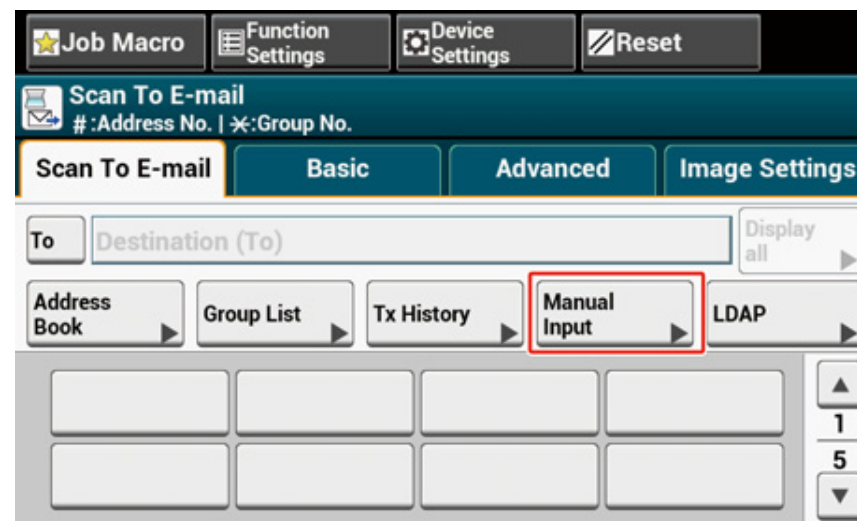 Job Macro
Function
Settings
Device
Settings
Reset
Scan To E-mail
#:Address No. | ⚹:Group No.
Scan To E-mail
Basic
Advanced
Image Settings
To
Destination (To)
Display
all
Address
Book
Group List
Tx History
Manual
Input
LDAP
1
5